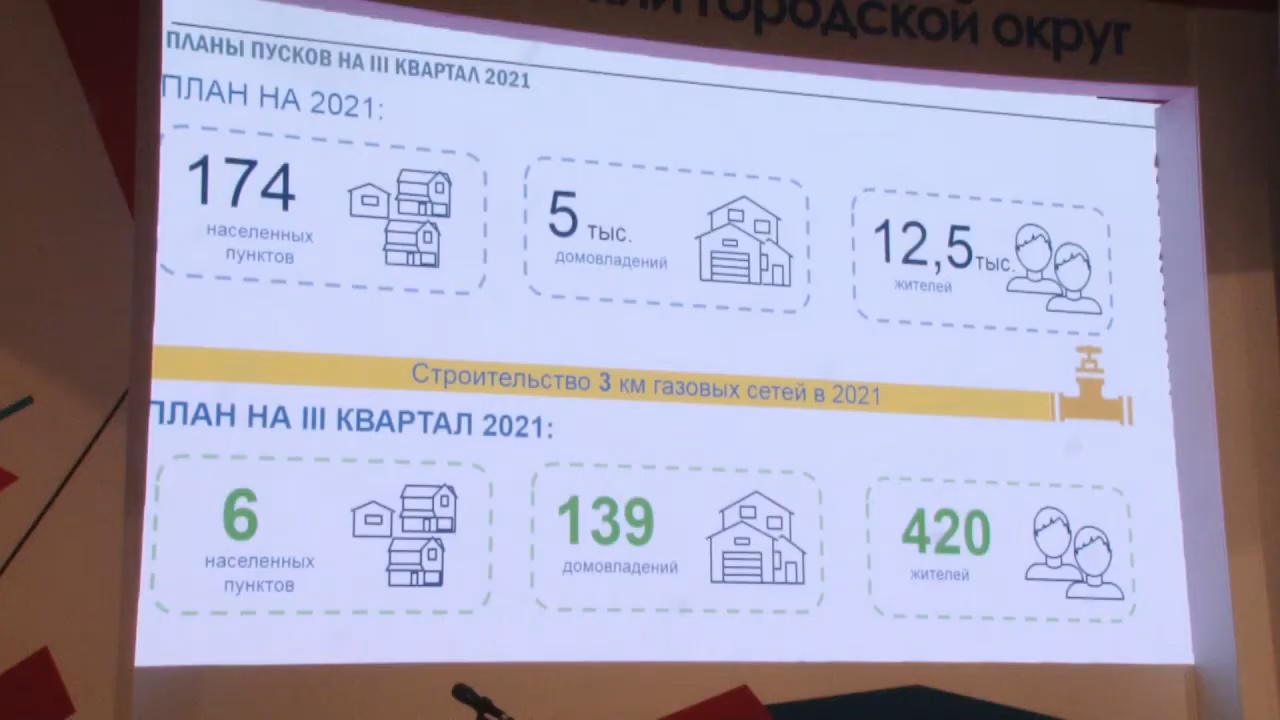 городской округ
ПЛАНЫ ПУСКОВ НА III КВАРТАЛ 2021
ПЛАН НА 2021:
174
населенных
пунктов
5 тыс.
домовладений
12,5 тыс.
жителей
Строительство 3 км газовых сетей в 2021
ПЛАН НА III КВАРТАЛ 2021:
6
населенных
пунктов
139
домовладений
420
жителей